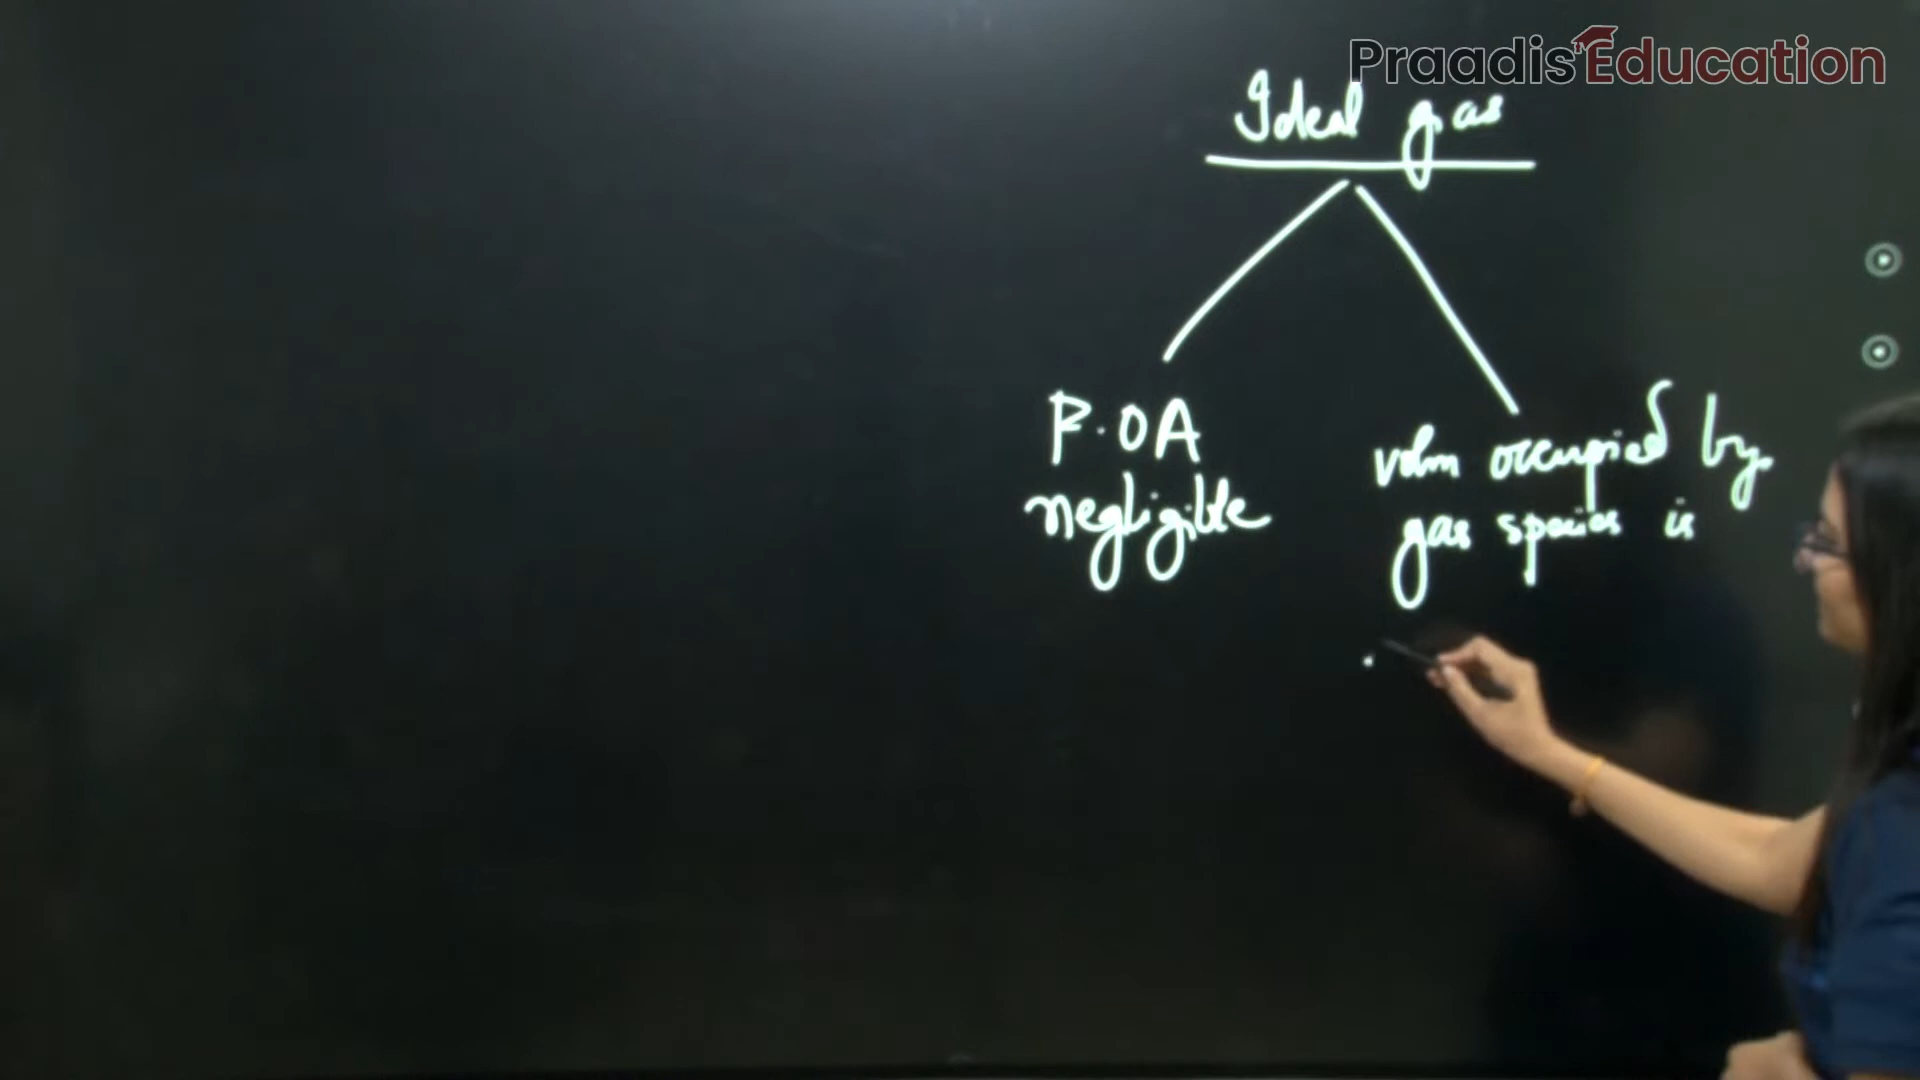 Praadis Education
Ideal gas
F.OA
negligible
volm occupied by
gas species is